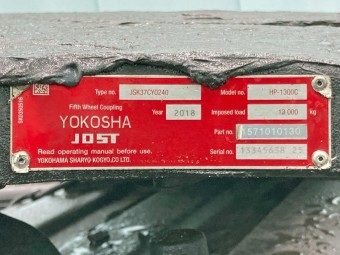 Type no. JSK37CY0240 Model no. HP-1300C
Fifth Wheel Coupling
YOKOSHA Year 2018 Imposed load 13 000 kg
JOST Part no. 571010130
Read operating manual before use.
YOKOHAMA SHARYO KOGYO CO.LTD. Serial no.